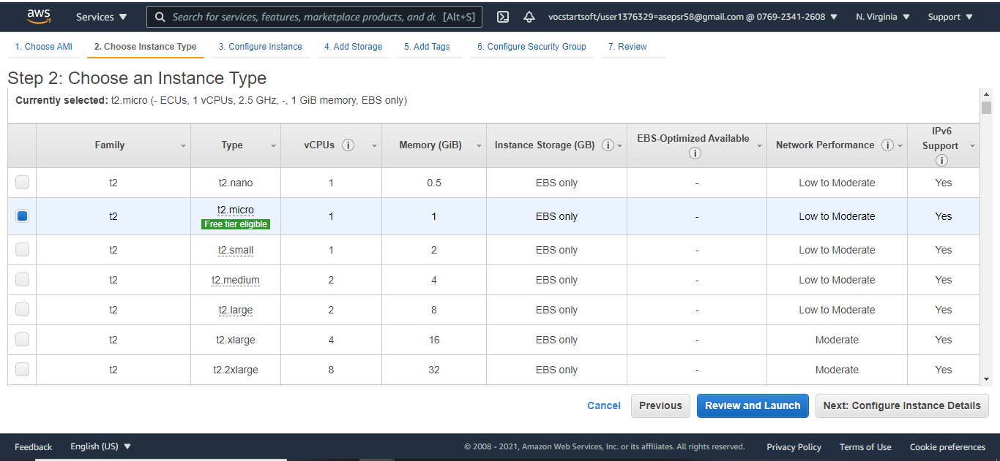 aws Services Search for services, features, marketplace products, and dc [Alt+S] vocstartsoft/user1376329=asepsr58@gmail.com @ 0769-2341-2608 N. Virginia Support
1. Choose AMI 2. Choose Instance Type 3. Configure Instance 4. Add Storage 5. Add Tags 6. Configure Security Group 7. Review
Step 2: Choose an Instance Type
Currently selected: t2.micro (- ECUs, 1 vCPUs, 2.5 GHz, -, 1 GiB memory, EBS only)
Family Type vCPUs i Memory (GiB) Instance Storage (GB) i EBS-Optimized Available i Network Performance i IPv6 Support i
t2 t2.nano 1 0.5 EBS only - Low to Moderate Yes
t2 t2.micro Free tier eligible 1 1 EBS only - Low to Moderate Yes
t2 t2.small 1 2 EBS only - Low to Moderate Yes
t2 t2.medium 2 4 EBS only - Low to Moderate Yes
t2 t2.large 2 8 EBS only - Low to Moderate Yes
t2 t2.xlarge 4 16 EBS only - Moderate Yes
t2 t2.2xlarge 8 32 EBS only - Moderate Yes
Cancel Previous Review and Launch Next: Configure Instance Details
Feedback English (US) © 2008 - 2021, Amazon Web Services, Inc. or its affiliates. All rights reserved. Privacy Policy Terms of Use Cookie preferences